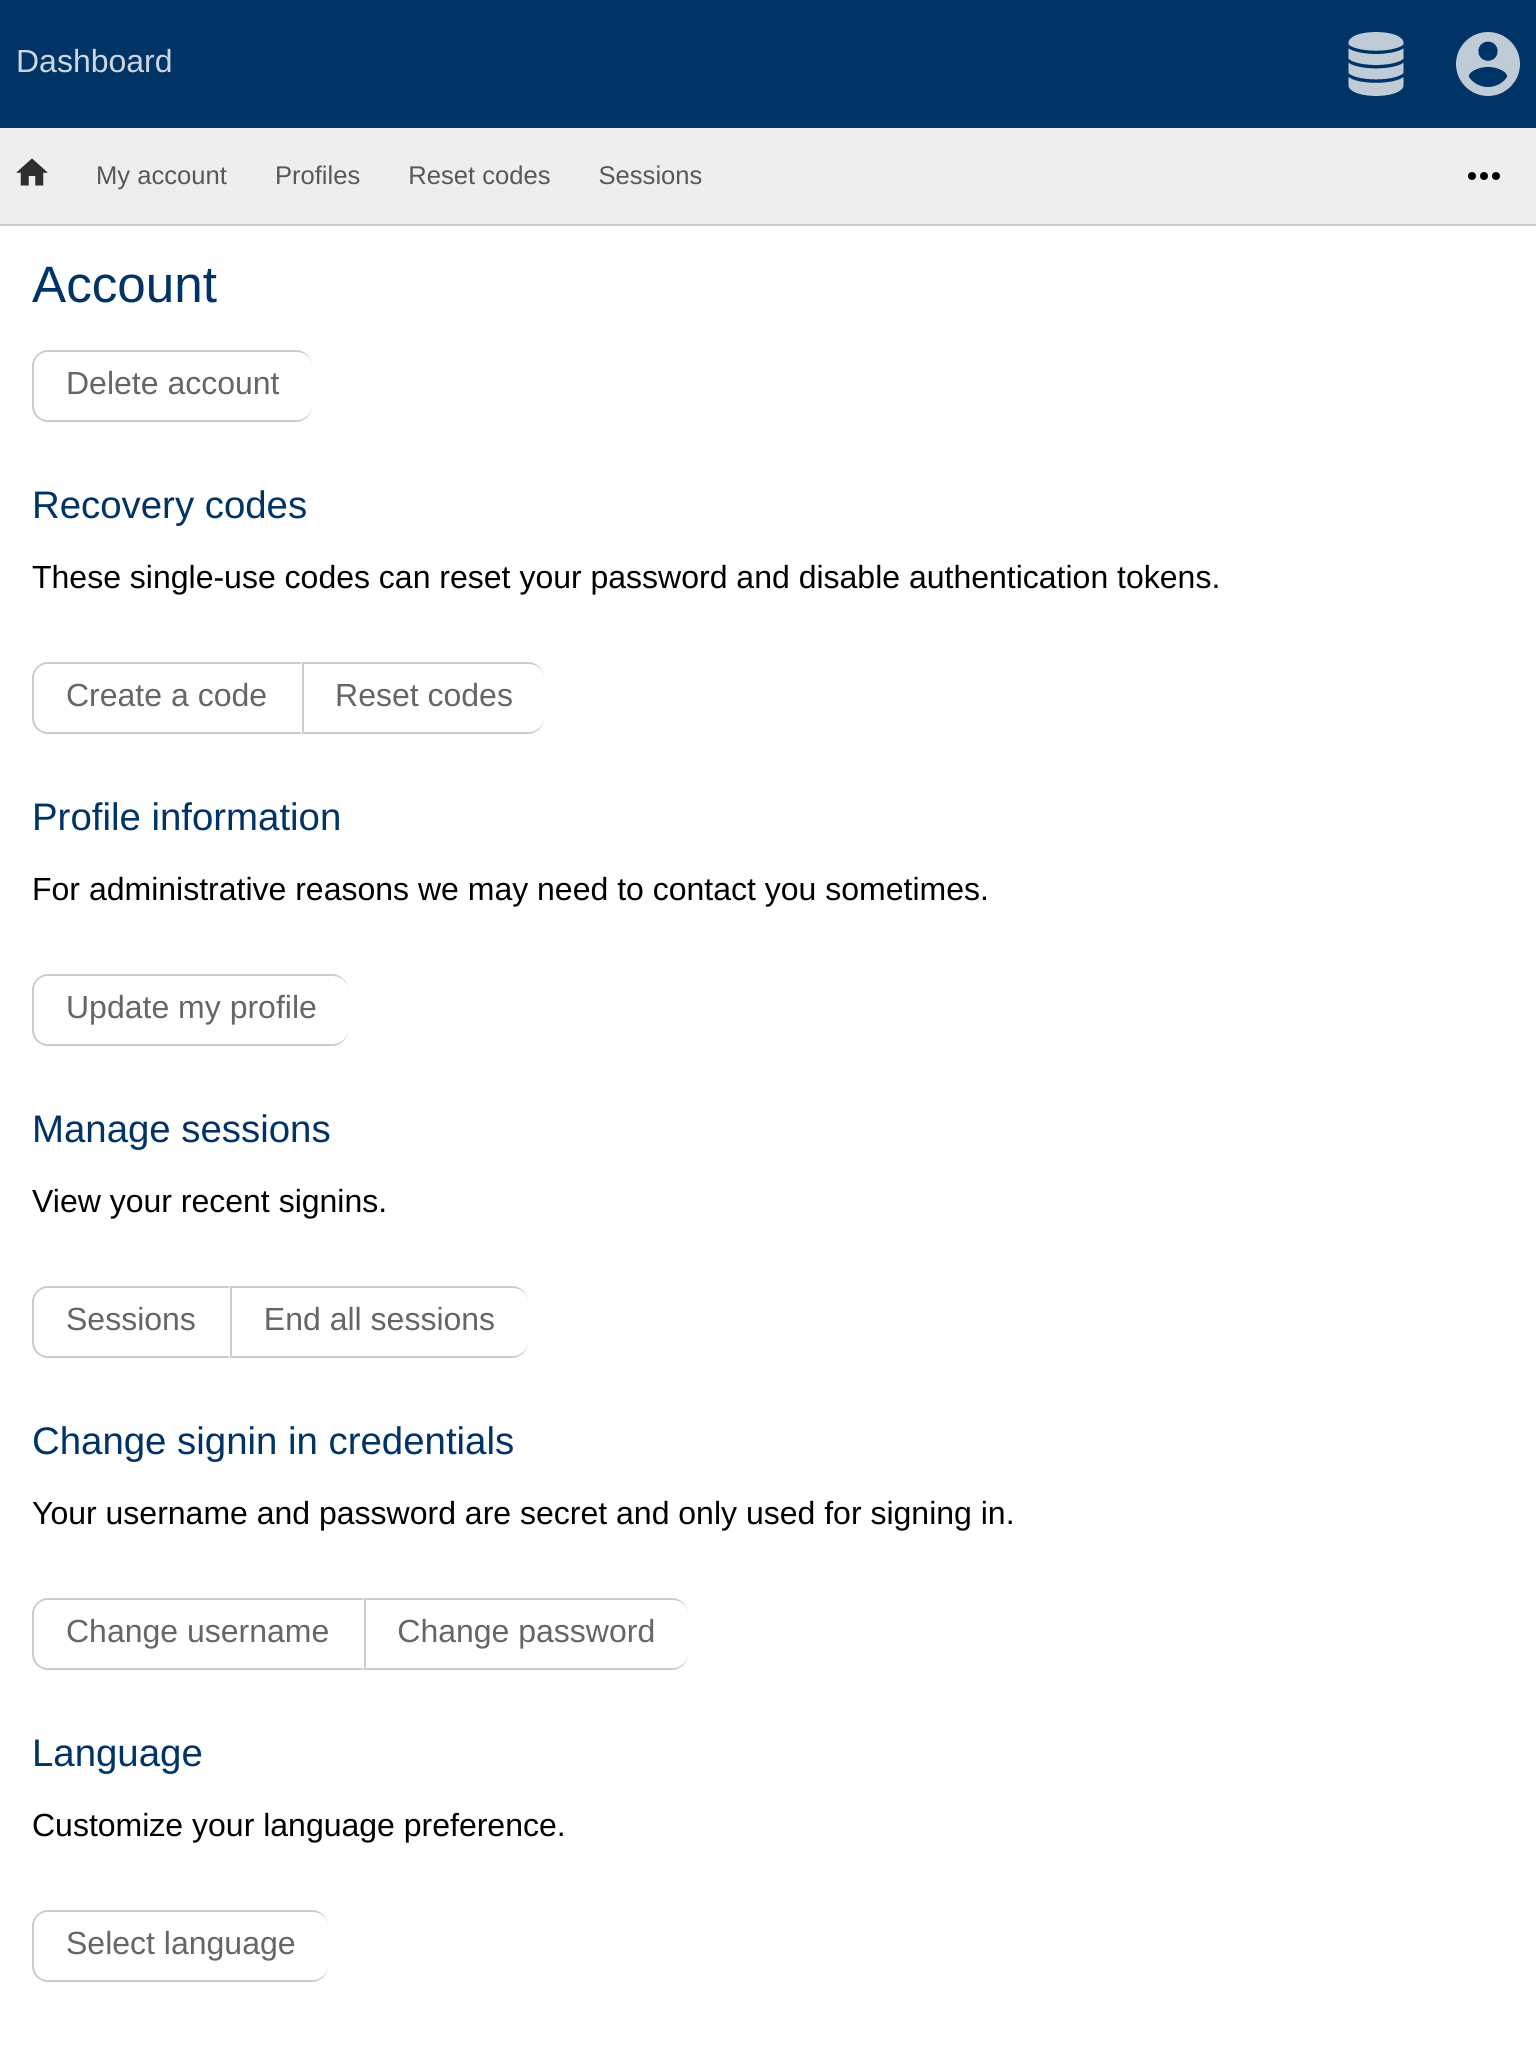 Dashboard
My account Profiles Reset codes Sessions
Account
Delete account
Recovery codes
These single-use codes can reset your password and disable authentication tokens.
Create a code Reset codes
Profile information
For administrative reasons we may need to contact you sometimes.
Update my profile
Manage sessions
View your recent signins.
Sessions End all sessions
Change signin in credentials
Your username and password are secret and only used for signing in.
Change username Change password
Language
Customize your language preference.
Select language